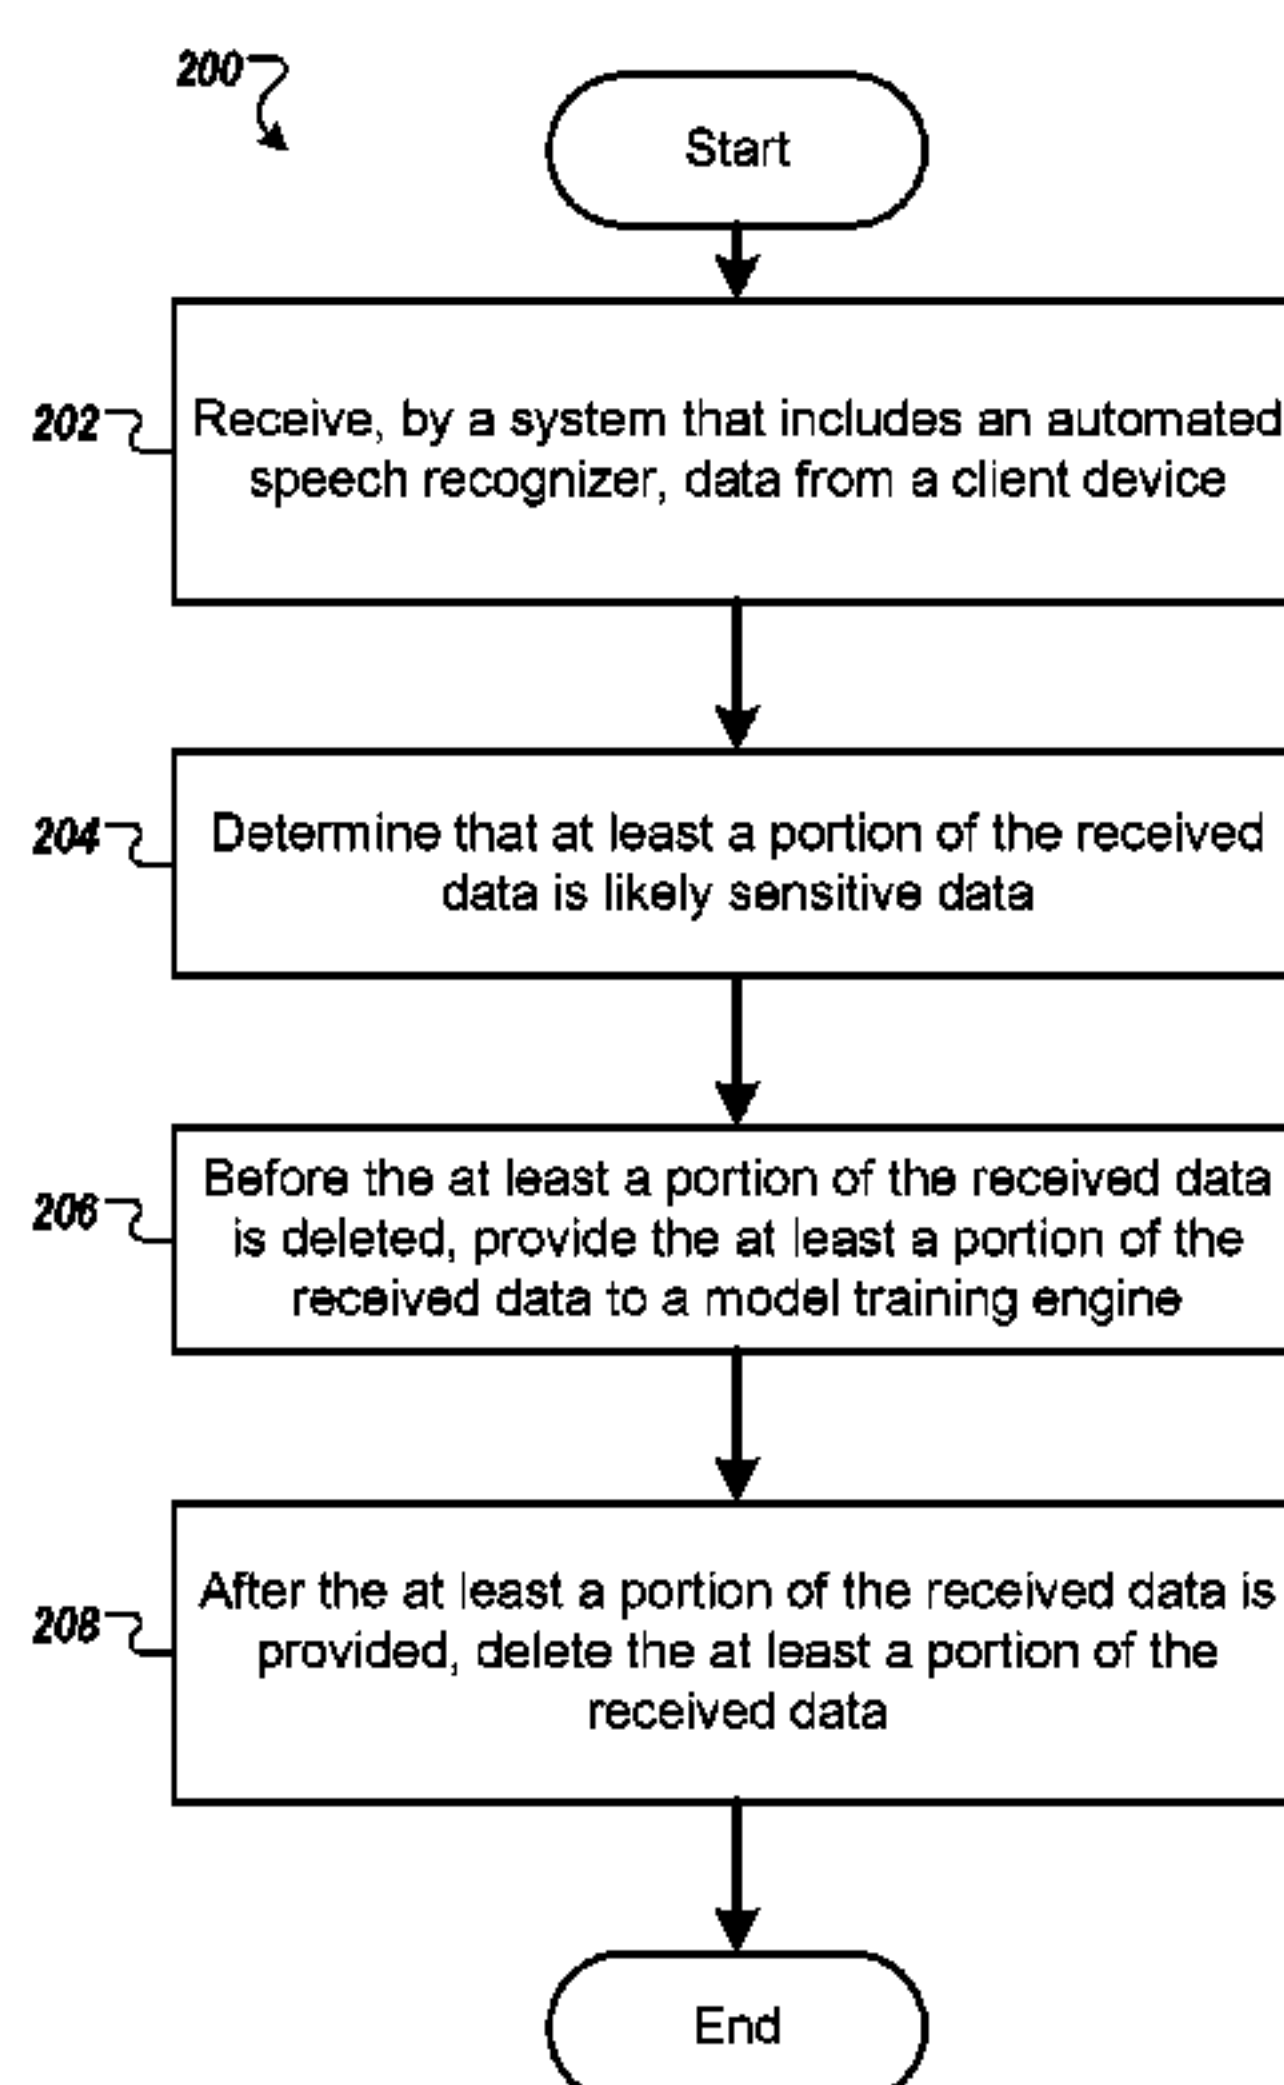 200
Start
202
Receive, by a system that includes an automated
speech recognizer, data from a client device
204
Determine that at least a portion of the received
data is likely sensitive data
206
Before the at least a portion of the received data
is deleted, provide the at least a portion of the
received data to a model training engine
208
After the at least a portion of the received data is
provided, delete the at least a portion of the
received data
End